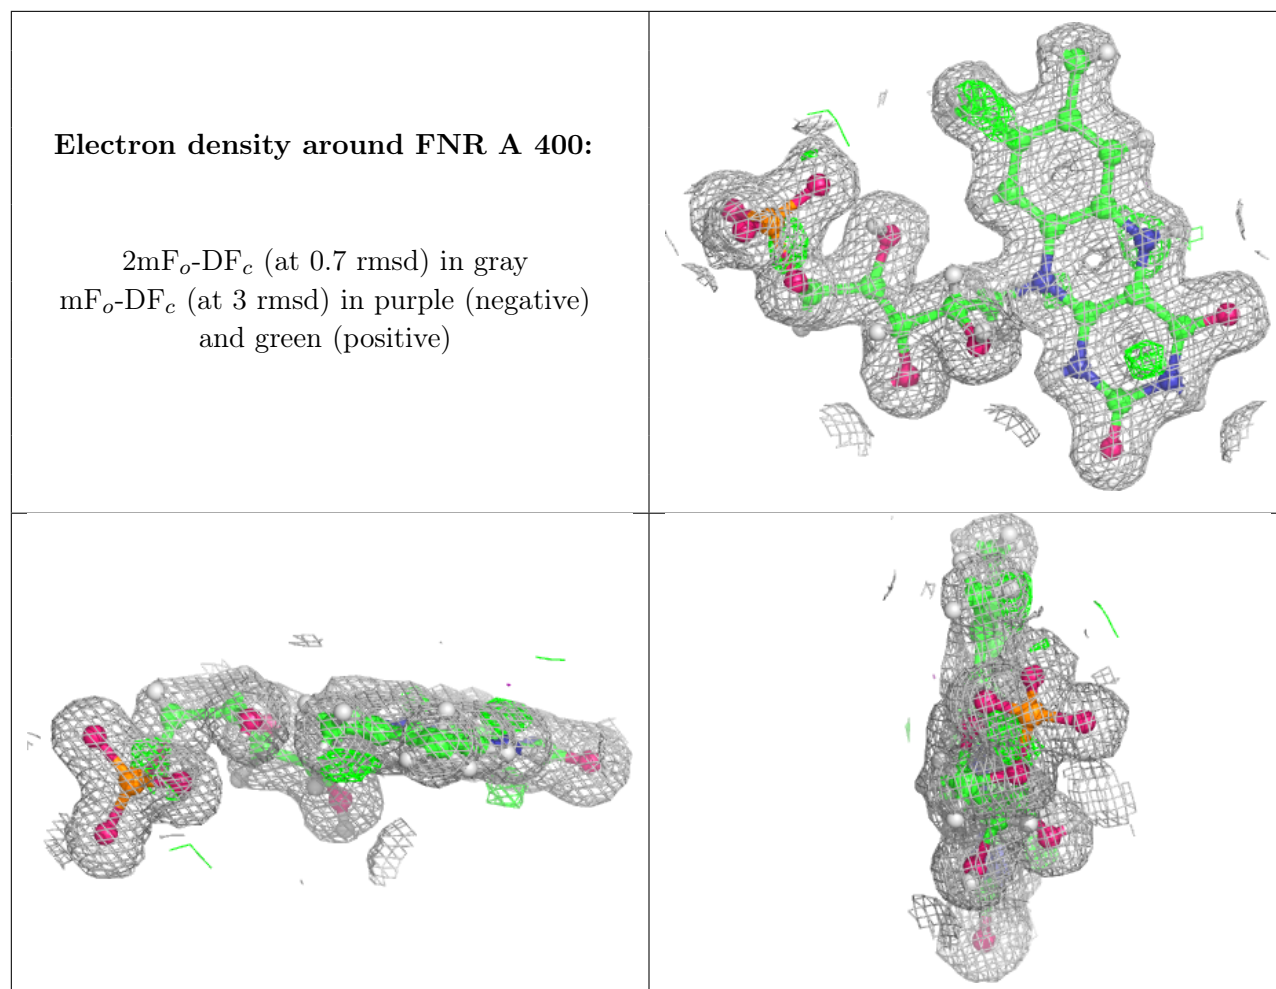 Electron density around FNR A 400:
2mFo-DFc (at 0.7 rmsd) in gray
mFo-DFc (at 3 rmsd) in purple (negative)
and green (positive)